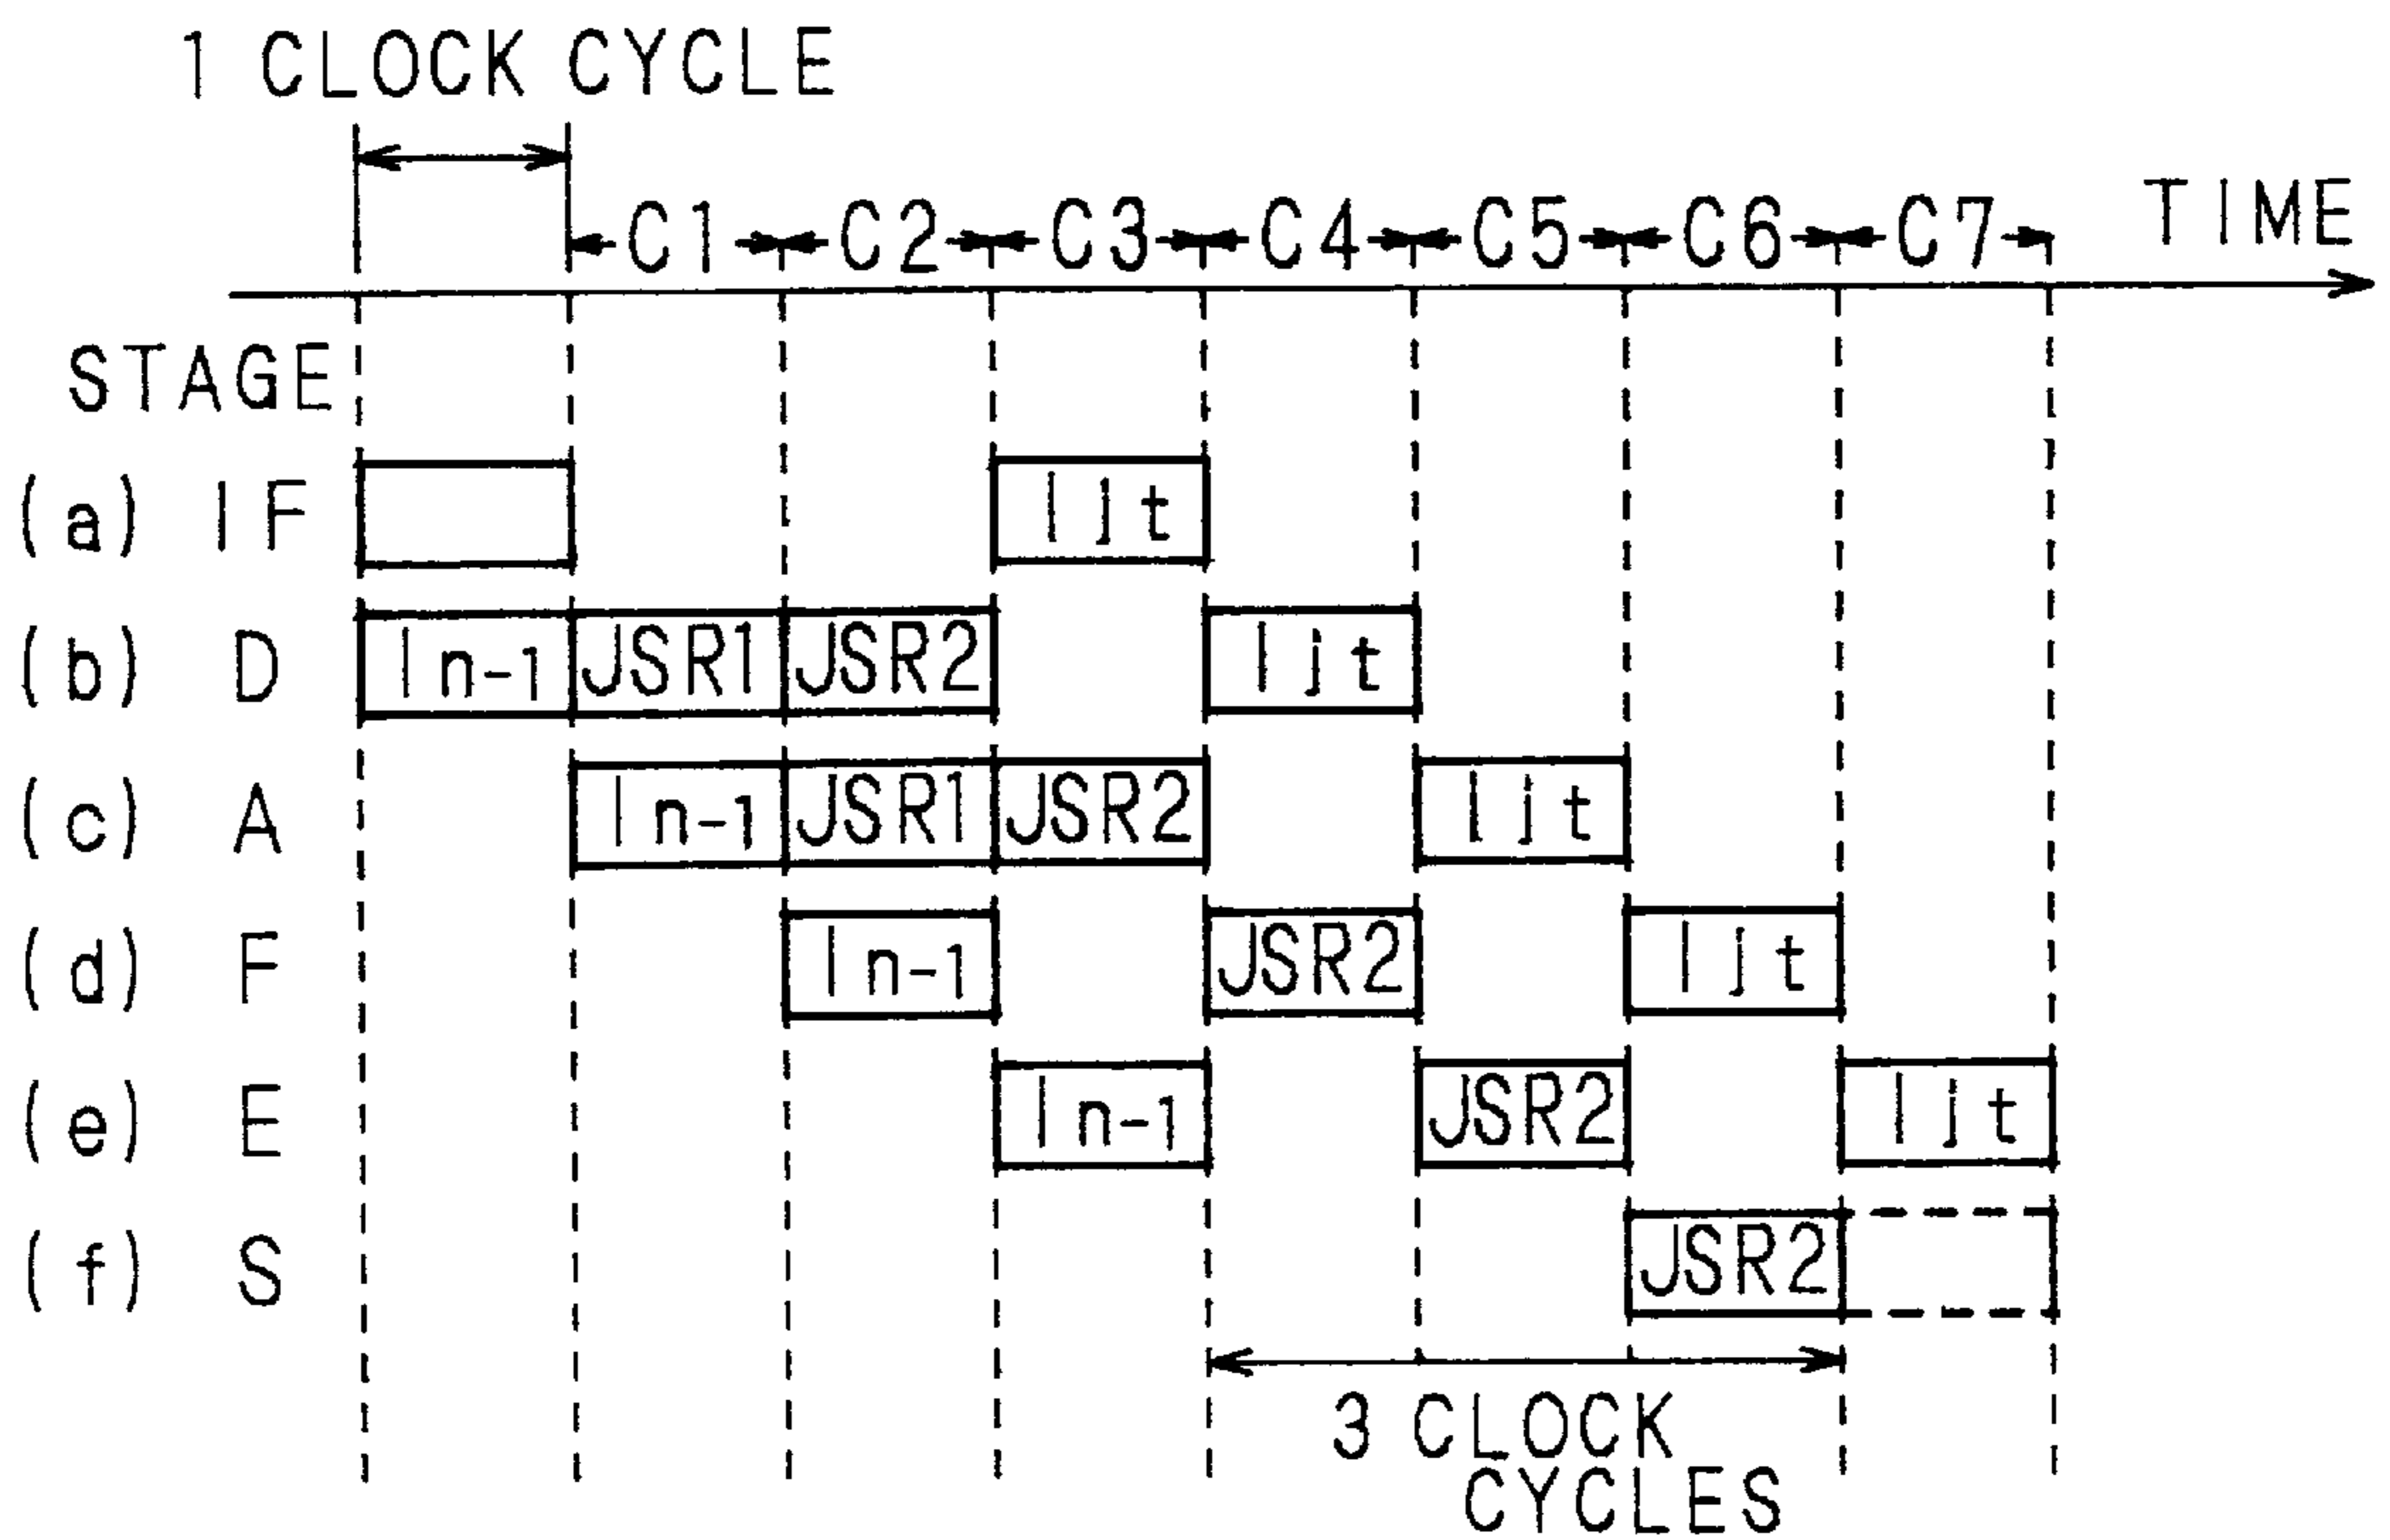 1 CLOCK CYCLE
C1 C2 C3 C4 C5 C6 C7 TIME
STAGE
(a) IF Ijt
(b) D In-1 JSR1 JSR2 Ijt
(c) A In-1 JSR1 JSR2 Ijt
(d) F In-1 JSR2 Ijt
(e) E In-1 JSR2 Ijt
(f) S JSR2
3 CLOCK
CYCLES